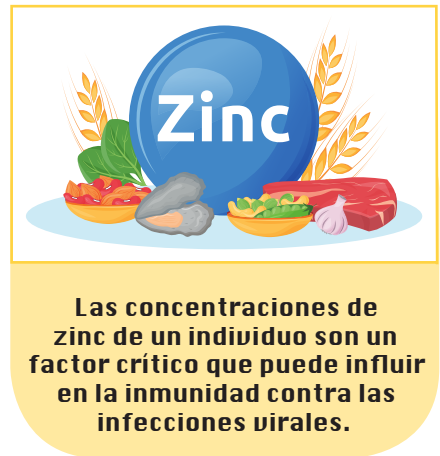 Zinc
Las concentraciones de
zinc de un individuo son un
factor crítico que puede influir
en la inmunidad contra las
infecciones virales.